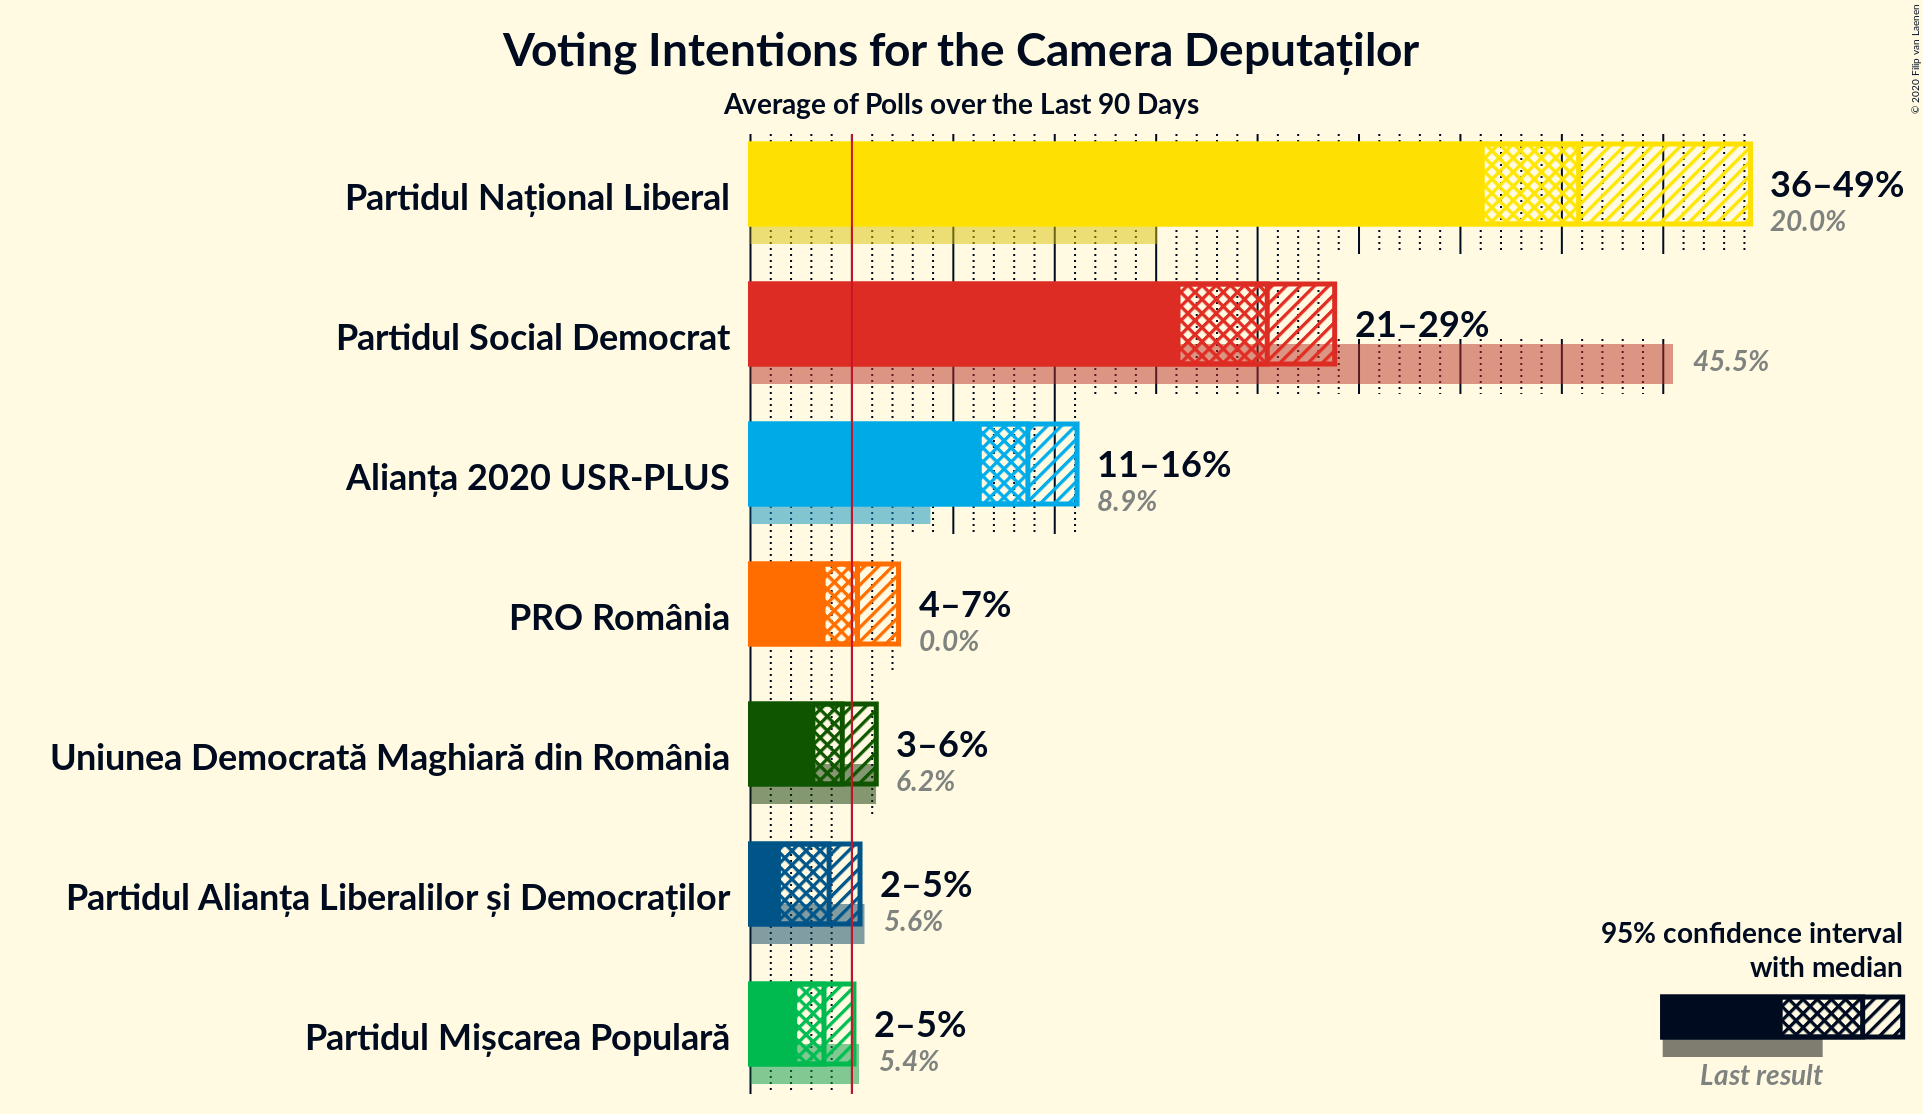 Voting Intentions for the Camera Deputaților
Average of Polls over the Last 90 Days
© 2020 Filip van Laenen
Partidul Național Liberal
36–49%
20.0%
Partidul Social Democrat
21–29%
45.5%
Alianța 2020 USR-PLUS
11–16%
8.9%
PRO România
4–7%
0.0%
Uniunea Democrată Maghiară din România
3–6%
6.2%
Partidul Alianța Liberalilor și Democraților
2–5%
5.6%
Partidul Mișcarea Populară
2–5%
5.4%
95% confidence interval
with median
Last result